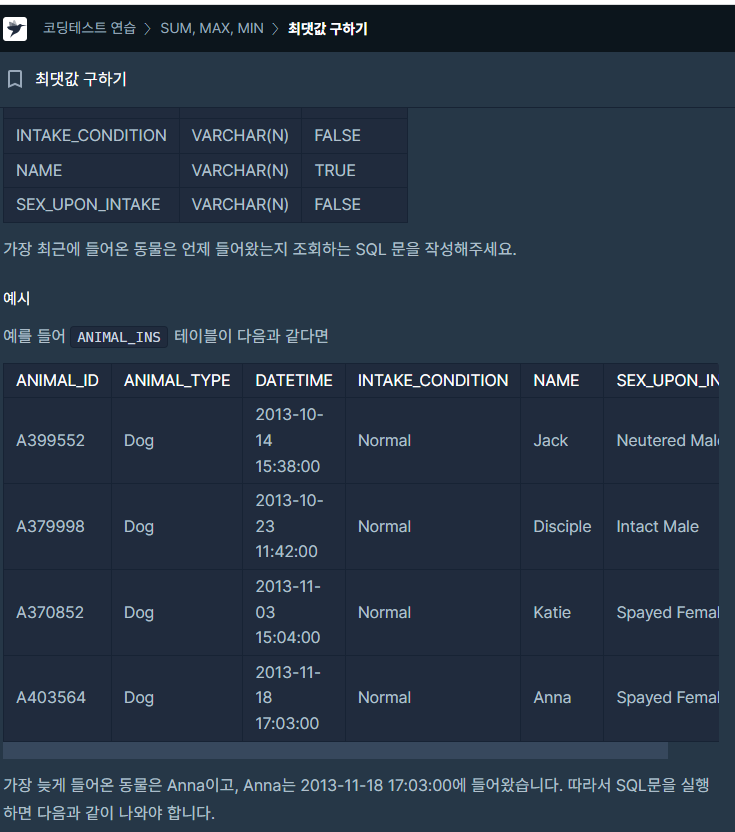 코딩테스트 연습 > SUM, MAX, MIN > 최댓값 구하기
최댓값 구하기
INTAKE_CONDITION VARCHAR(N) FALSE
NAME VARCHAR(N) TRUE
SEX_UPON_INTAKE VARCHAR(N) FALSE
가장 최근에 들어온 동물은 언제 들어왔는지 조회하는 SQL 문을 작성해주세요.
예시
예를 들어 ANIMAL_INS 테이블이 다음과 같다면
ANIMAL_ID ANIMAL_TYPE DATETIME INTAKE_CONDITION NAME SEX_UPON_IN
2013-10-
A399552 Dog 14 Normal Jack Neutered Mal
15:38:00
2013-10-
A379998 Dog 23 Normal Disciple Intact Male
11:42:00
2013-11-
A370852 Dog 03 Normal Katie Spayed Femal
15:04:00
2013-11-
A403564 Dog 18 Normal Anna Spayed Femal
17:03:00
가장 늦게 들어온 동물은 Anna이고, Anna는 2013-11-18 17:03:00에 들어왔습니다. 따라서 SQL문을 실행
하면 다음과 같이 나와야 합니다.